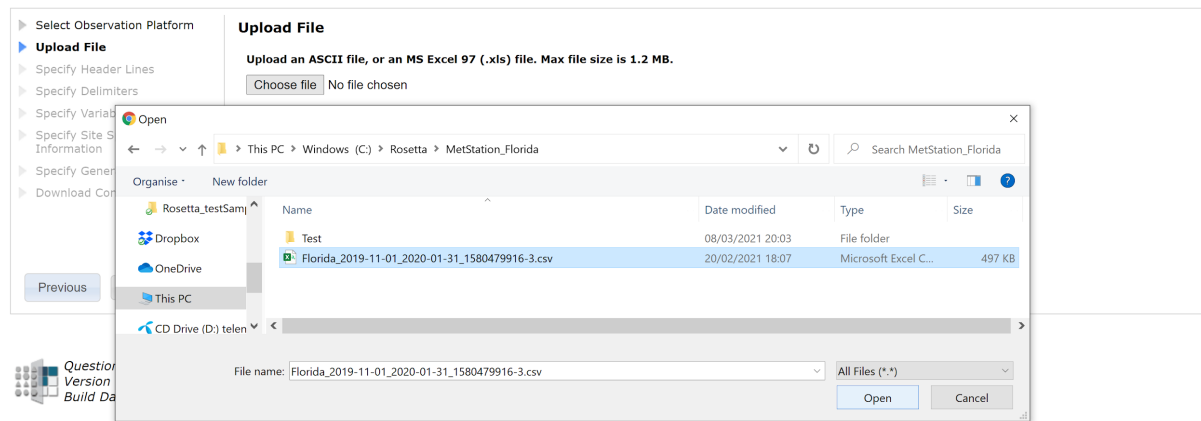 Select Observation Platform
Upload File
Specify Header Lines
Specify Delimiters
Specify Variab
Specify Site S
Information
Specify Gener
Download Con
Previous
Upload File
Upload an ASCII file, or an MS Excel 97 (.xls) file. Max file size is 1.2 MB.
Choose file No file chosen
Open
This PC > Windows (C:) > Rosetta > MetStation_Florida
Search MetStation_Florida
Organise New folder
Rosetta_testSam
Dropbox
OneDrive
This PC
CD Drive (D:) telen
Name Date modified Type Size
Test 08/03/2021 20:03 File folder
Florida_2019-11-01_2020-01-31_1580479916-3.csv 20/02/2021 18:07 Microsoft Excel C... 497 KB
File name: Florida_2019-11-01_2020-01-31_1580479916-3.csv All Files (*.*)
Open Cancel
Question
Version
Build Da